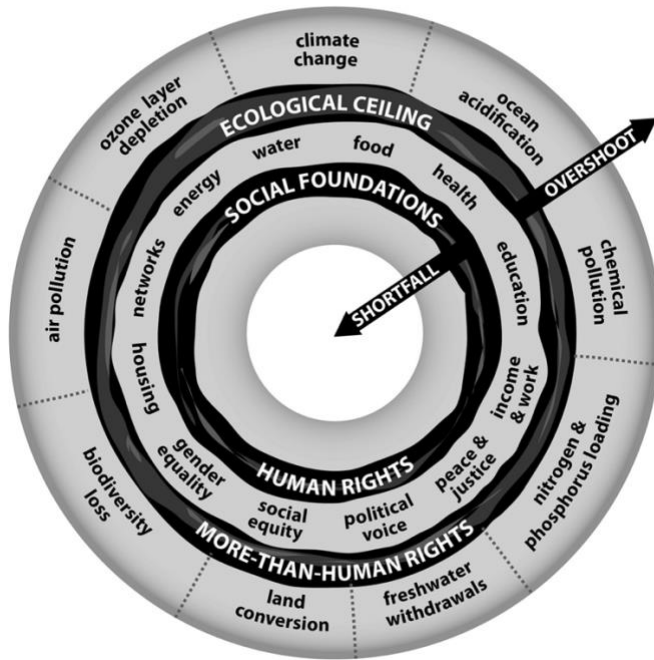 climate
change
ocean
acidification
OVERSHOOT
chemical
pollution
nitrogen &
phosphorus loading
freshwater
withdrawals
land
conversion
biodiversity
loss
air pollution
ozone layer
depletion
ECOLOGICAL CEILING
MORE-THAN-HUMAN RIGHTS
water
food
health
education
income
& work
peace &
justice
political
voice
social
equity
gender
equality
housing
networks
energy
SOCIAL FOUNDATIONS
SHORTFALL
HUMAN RIGHTS